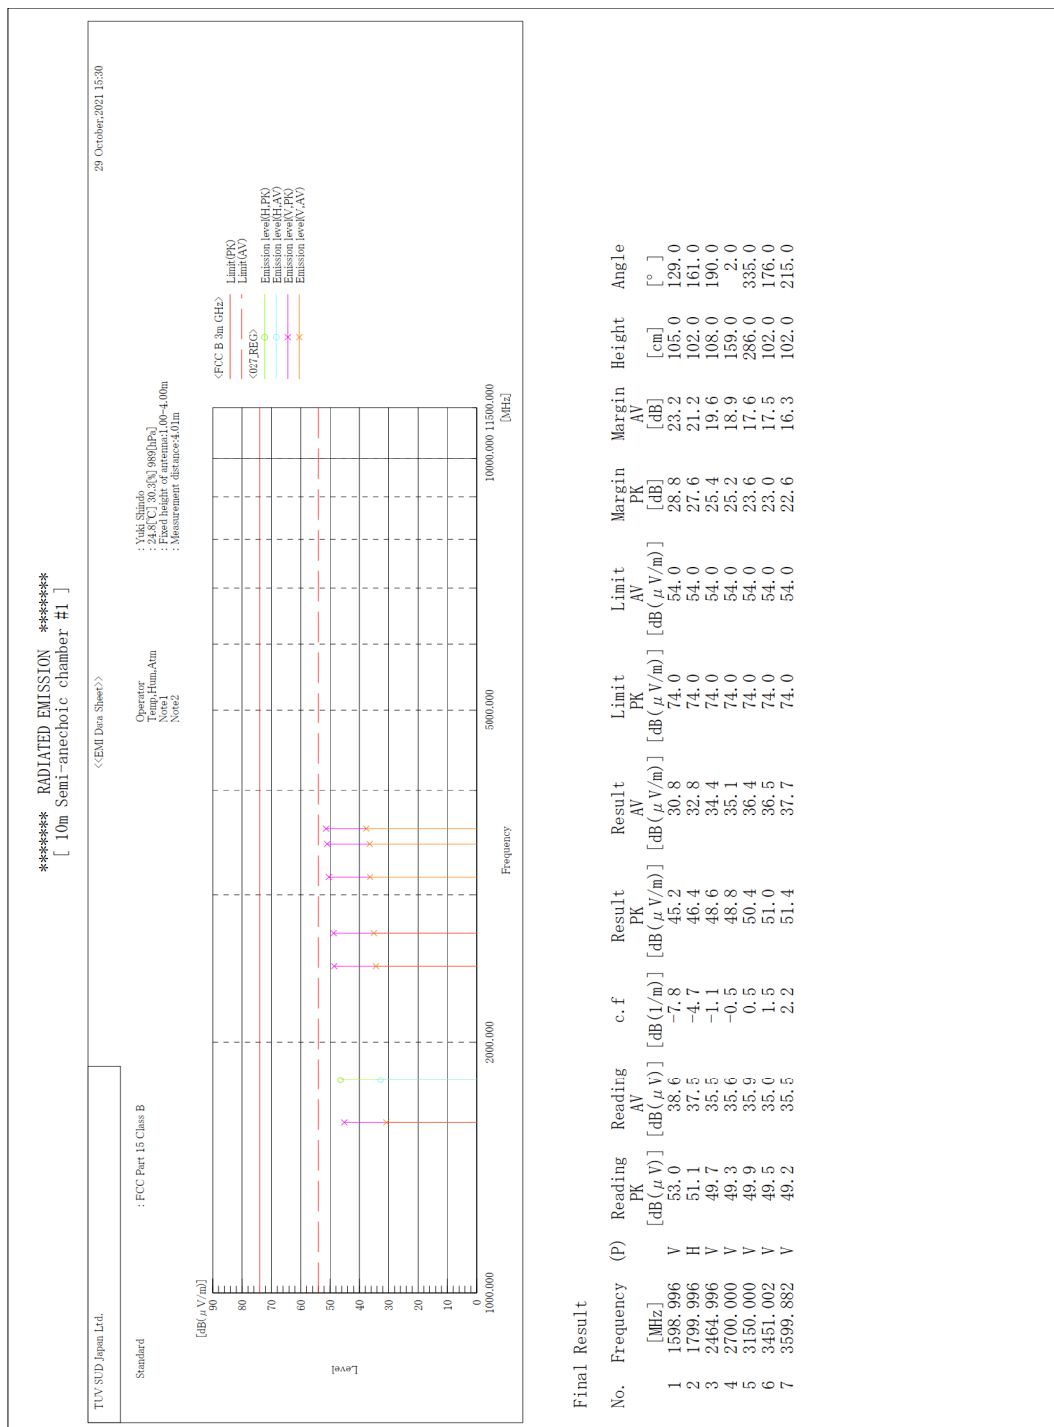 ******* RADIATED EMISSION *******
[ 10m Semi-anechoic chamber #1 ]
TUV SUD Japan Ltd.
<<EMI Data Sheet>>
29 October,2021 15:30
Standard : FCC Part 15 Class B
Operator : Yuki Shindo
Temp,Hum,Atm : 24.8[℃] 30.3[%] 989[hPa]
Note1 : Fixed height of antenna:1.00-4.00m
Note2 : Measurement distance:4.01m
<FCC B 3m GHz>
Limit(PK)
Limit(AV)
<027_REG>
Emission level(H,PK)
Emission level(H,AV)
Emission level(V,PK)
Emission level(V,AV)
[dB(μV/m)]
90
80
70
60
50
40
30
20
10
0
Level
1000.000 2000.000 5000.000 10000.000 11500.000
Frequency [MHz]
Final Result
No. Frequency (P) Reading Reading c.f Result Result Limit Limit Margin Margin Height Angle
PK AV PK AV PK AV PK AV
[MHz] [dB(μV)] [dB(μV)] [dB(1/m)] [dB(μV/m)] [dB(μV/m)] [dB(μV/m)] [dB(μV/m)] [dB] [dB] [cm] [° ]
1 1598.996 V 53.0 38.6 -7.8 45.2 30.8 74.0 54.0 28.8 23.2 105.0 129.0
2 1799.996 H 51.1 37.5 -4.7 46.4 32.8 74.0 54.0 27.6 21.2 102.0 161.0
3 2464.996 V 49.7 35.5 -1.1 48.6 34.4 74.0 54.0 25.4 19.6 108.0 190.0
4 2700.000 V 49.3 35.6 -0.5 48.8 35.1 74.0 54.0 25.2 18.9 159.0 2.0
5 3150.000 V 49.9 35.9 0.5 50.4 36.4 74.0 54.0 23.6 17.6 286.0 335.0
6 3451.002 V 49.5 35.0 1.5 51.0 36.5 74.0 54.0 23.0 17.5 102.0 176.0
7 3599.882 V 49.2 35.5 2.2 51.4 37.7 74.0 54.0 22.6 16.3 102.0 215.0